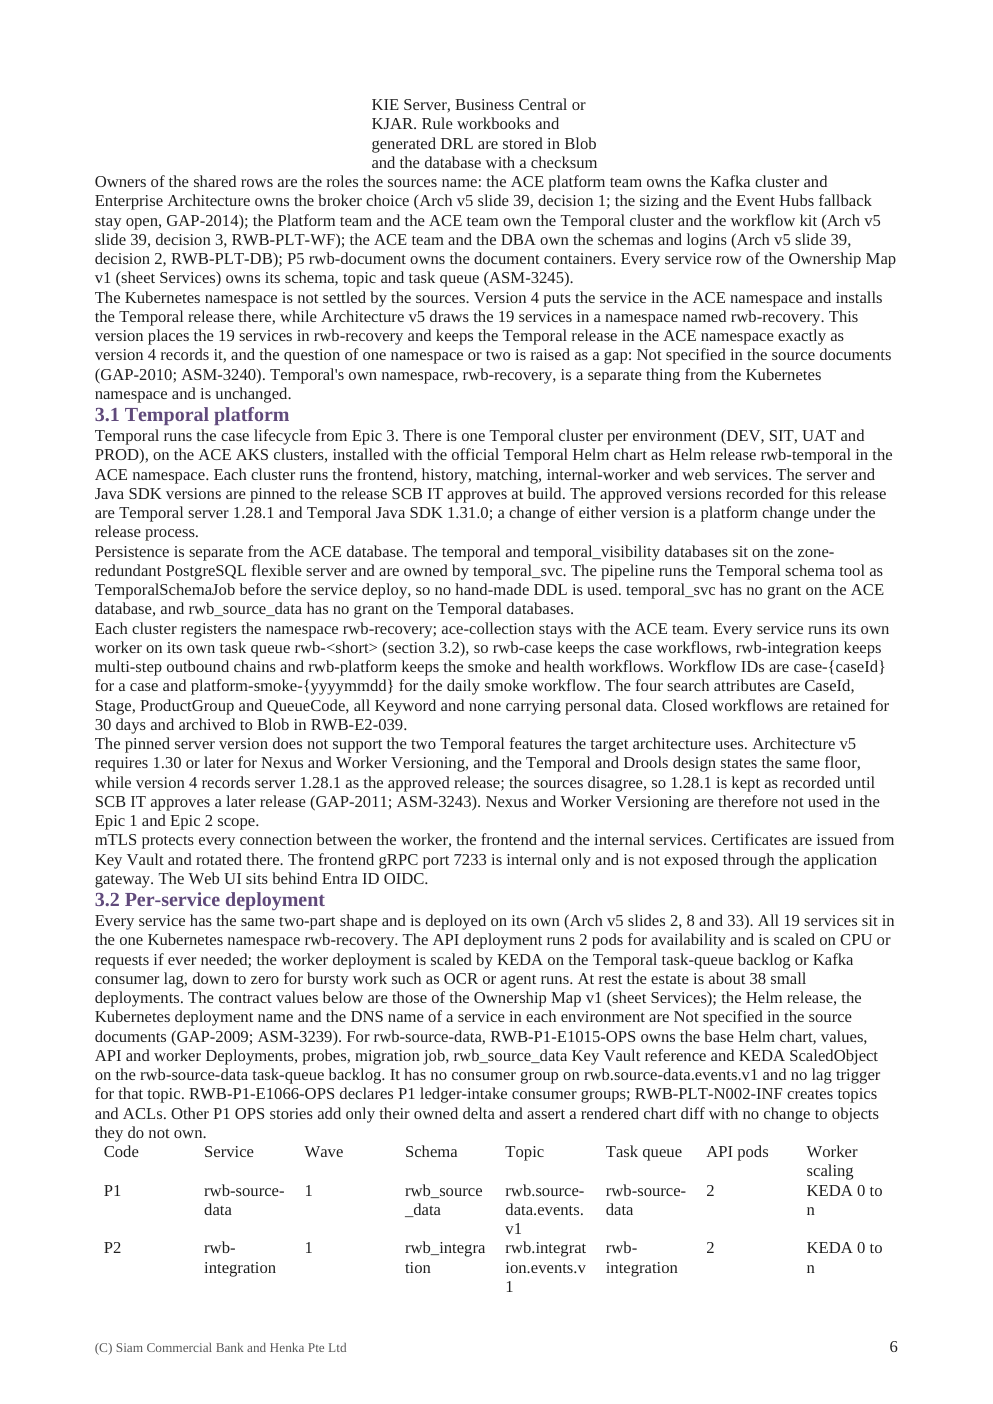 KIE Server, Business Central or
KJAR. Rule workbooks and
generated DRL are stored in Blob
and the database with a checksum
Owners of the shared rows are the roles the sources name: the ACE platform team owns the Kafka cluster and
Enterprise Architecture owns the broker choice (Arch v5 slide 39, decision 1; the sizing and the Event Hubs fallback
stay open, GAP-2014); the Platform team and the ACE team own the Temporal cluster and the workflow kit (Arch v5
slide 39, decision 3, RWB-PLT-WF); the ACE team and the DBA own the schemas and logins (Arch v5 slide 39,
decision 2, RWB-PLT-DB); P5 rwb-document owns the document containers. Every service row of the Ownership Map
v1 (sheet Services) owns its schema, topic and task queue (ASM-3245).
The Kubernetes namespace is not settled by the sources. Version 4 puts the service in the ACE namespace and installs
the Temporal release there, while Architecture v5 draws the 19 services in a namespace named rwb-recovery. This
version places the 19 services in rwb-recovery and keeps the Temporal release in the ACE namespace exactly as
version 4 records it, and the question of one namespace or two is raised as a gap: Not specified in the source documents
(GAP-2010; ASM-3240). Temporal's own namespace, rwb-recovery, is a separate thing from the Kubernetes
namespace and is unchanged.
3.1 Temporal platform
Temporal runs the case lifecycle from Epic 3. There is one Temporal cluster per environment (DEV, SIT, UAT and
PROD), on the ACE AKS clusters, installed with the official Temporal Helm chart as Helm release rwb-temporal in the
ACE namespace. Each cluster runs the frontend, history, matching, internal-worker and web services. The server and
Java SDK versions are pinned to the release SCB IT approves at build. The approved versions recorded for this release
are Temporal server 1.28.1 and Temporal Java SDK 1.31.0; a change of either version is a platform change under the
release process.
Persistence is separate from the ACE database. The temporal and temporal_visibility databases sit on the zone-
redundant PostgreSQL flexible server and are owned by temporal_svc. The pipeline runs the Temporal schema tool as
TemporalSchemaJob before the service deploy, so no hand-made DDL is used. temporal_svc has no grant on the ACE
database, and rwb_source_data has no grant on the Temporal databases.
Each cluster registers the namespace rwb-recovery; ace-collection stays with the ACE team. Every service runs its own
worker on its own task queue rwb-<short> (section 3.2), so rwb-case keeps the case workflows, rwb-integration keeps
multi-step outbound chains and rwb-platform keeps the smoke and health workflows. Workflow IDs are case-{caseId}
for a case and platform-smoke-{yyyymmdd} for the daily smoke workflow. The four search attributes are CaseId,
Stage, ProductGroup and QueueCode, all Keyword and none carrying personal data. Closed workflows are retained for
30 days and archived to Blob in RWB-E2-039.
The pinned server version does not support the two Temporal features the target architecture uses. Architecture v5
requires 1.30 or later for Nexus and Worker Versioning, and the Temporal and Drools design states the same floor,
while version 4 records server 1.28.1 as the approved release; the sources disagree, so 1.28.1 is kept as recorded until
SCB IT approves a later release (GAP-2011; ASM-3243). Nexus and Worker Versioning are therefore not used in the
Epic 1 and Epic 2 scope.
mTLS protects every connection between the worker, the frontend and the internal services. Certificates are issued from
Key Vault and rotated there. The frontend gRPC port 7233 is internal only and is not exposed through the application
gateway. The Web UI sits behind Entra ID OIDC.
3.2 Per-service deployment
Every service has the same two-part shape and is deployed on its own (Arch v5 slides 2, 8 and 33). All 19 services sit in
the one Kubernetes namespace rwb-recovery. The API deployment runs 2 pods for availability and is scaled on CPU or
requests if ever needed; the worker deployment is scaled by KEDA on the Temporal task-queue backlog or Kafka
consumer lag, down to zero for bursty work such as OCR or agent runs. At rest the estate is about 38 small
deployments. The contract values below are those of the Ownership Map v1 (sheet Services); the Helm release, the
Kubernetes deployment name and the DNS name of a service in each environment are Not specified in the source
documents (GAP-2009; ASM-3239). For rwb-source-data, RWB-P1-E1015-OPS owns the base Helm chart, values,
API and worker Deployments, probes, migration job, rwb_source_data Key Vault reference and KEDA ScaledObject
on the rwb-source-data task-queue backlog. It has no consumer group on rwb.source-data.events.v1 and no lag trigger
for that topic. RWB-P1-E1066-OPS declares P1 ledger-intake consumer groups; RWB-PLT-N002-INF creates topics
and ACLs. Other P1 OPS stories add only their owned delta and assert a rendered chart diff with no change to objects
they do not own.
Code Service Wave Schema Topic Task queue API pods Worker
scaling
P1 rwb-source- 1 rwb_source rwb.source- rwb-source- 2 KEDA 0 to
data _data data.events. data n
v1
P2 rwb- 1 rwb_integra rwb.integrat rwb- 2 KEDA 0 to
integration tion ion.events.v integration n
1
(C) Siam Commercial Bank and Henka Pte Ltd 6